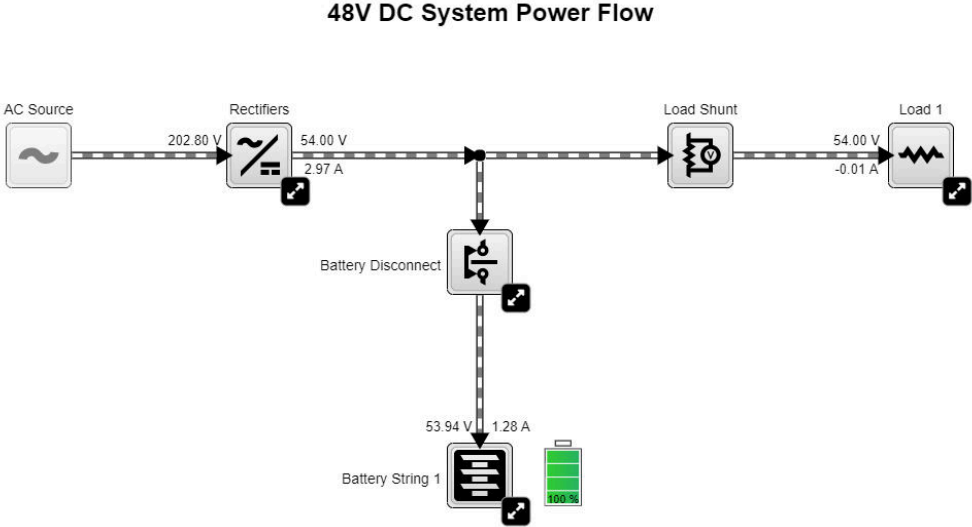 48V DC System Power Flow
AC Source
Rectifiers
Load Shunt
Load 1
202.80 V
54.00 V
54.00 V
2.97 A
-0.01 A
V
Battery Disconnect
53.94 V
1.28 A
Battery String 1
100 %